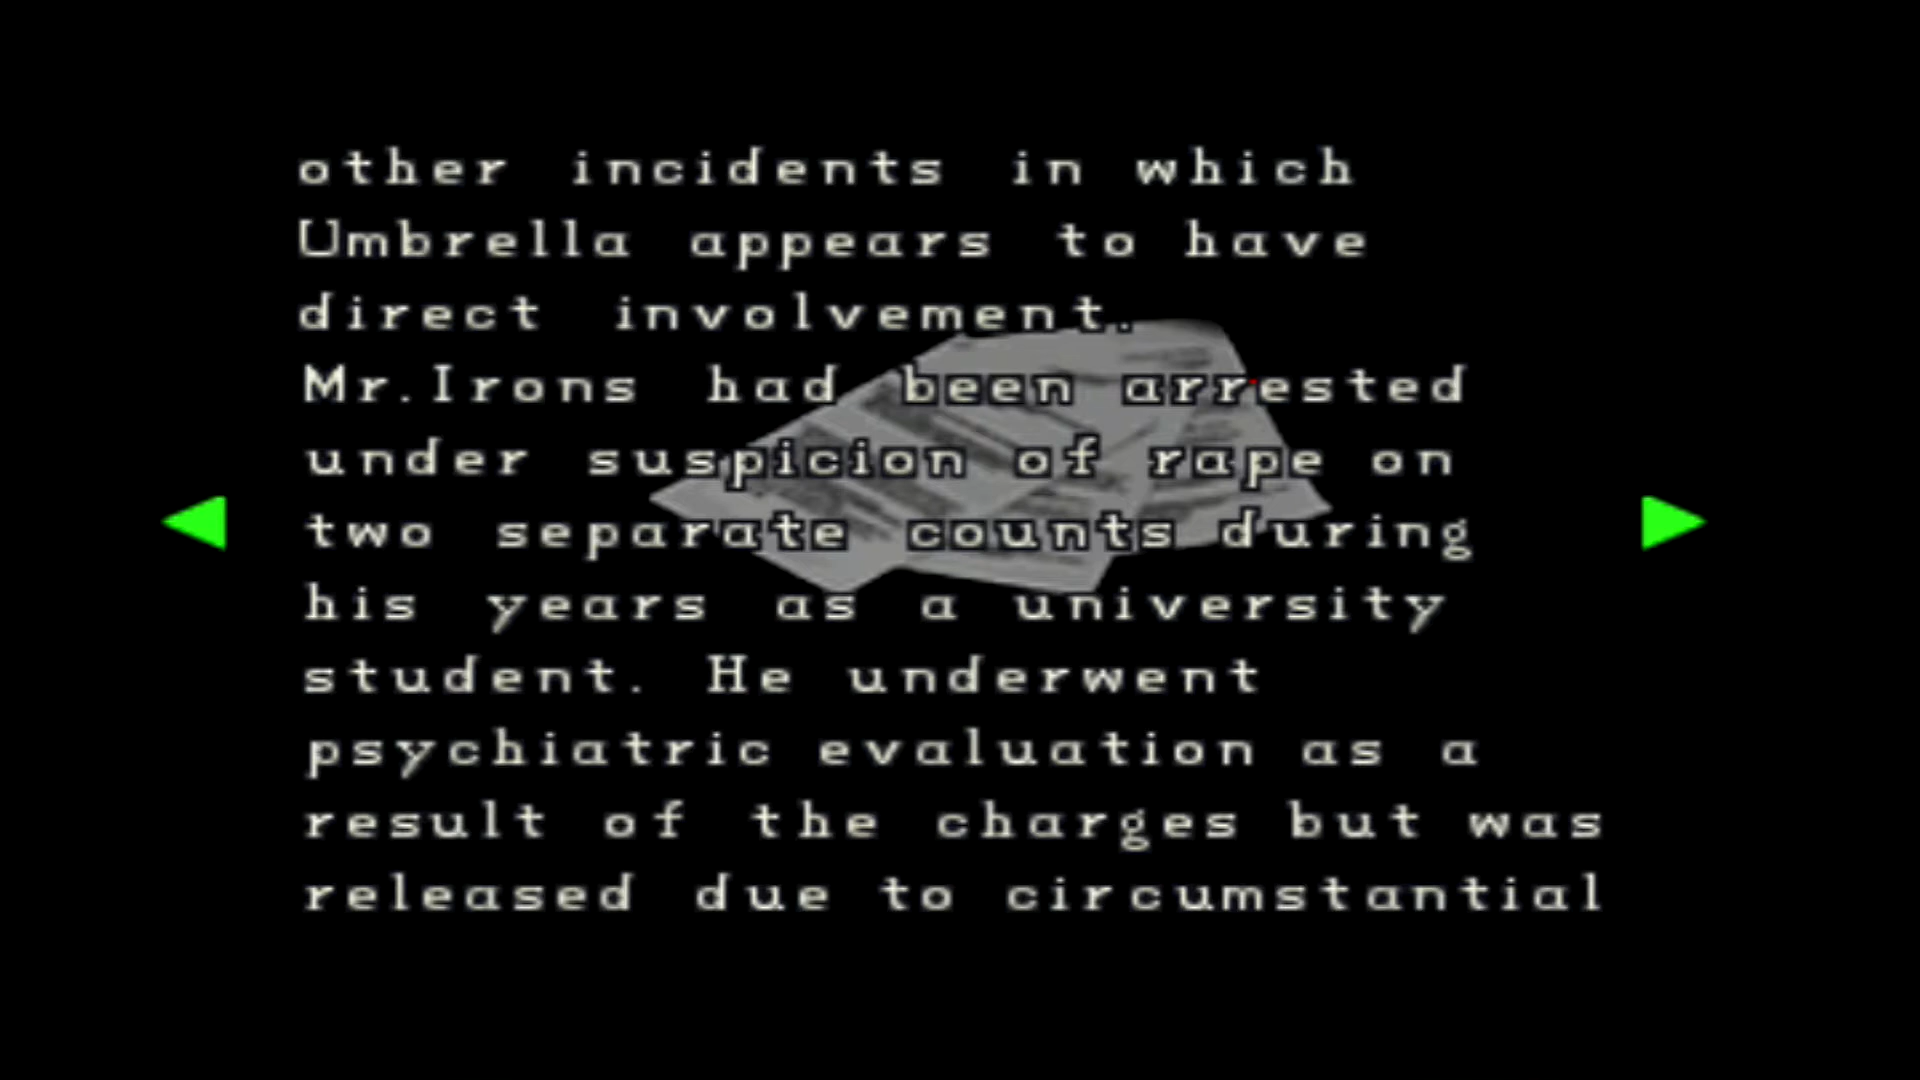 other incidents in which
Umbrella appears to have
direct involvement.
Mr.Irons had been arrested
under suspicion of rape on
two separate counts during
his years as a university
student. He underwent
psychiatric evaluation as a
result of the charges but was
released due to circumstantial